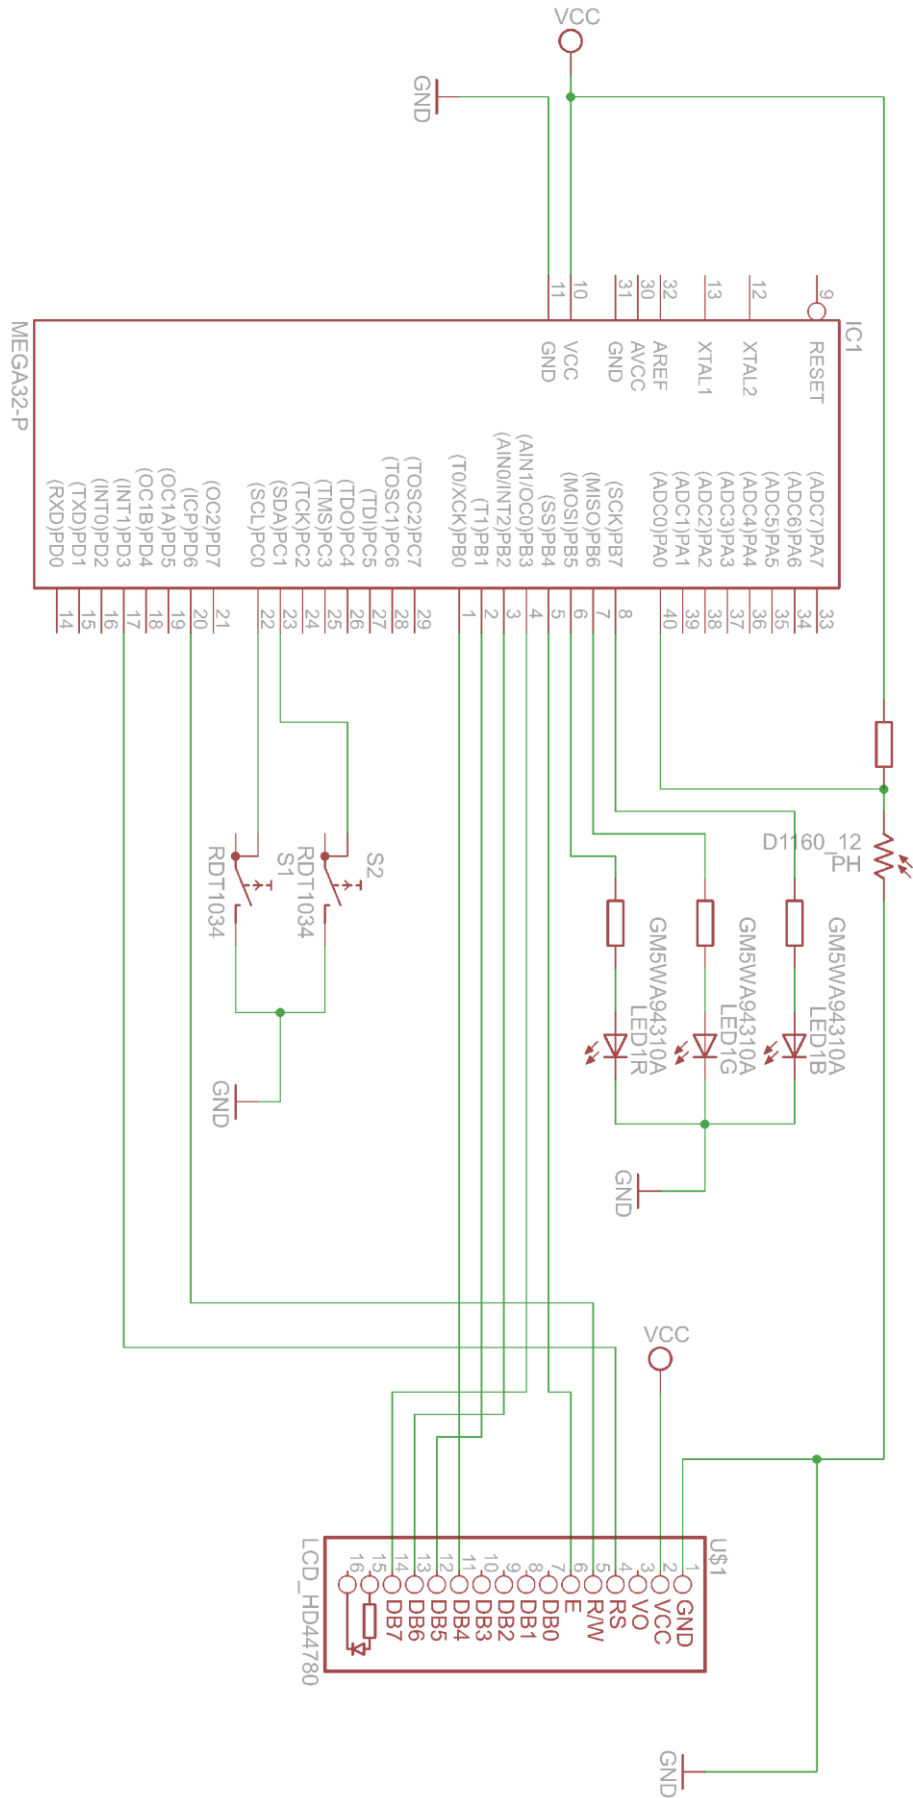 VCC
GND
IC1
MEGA32-P
9
RESET
12
XTAL2
13
XTAL1
32
AREF
30
AVCC
31
GND
10
VCC
11
GND
(ADC7)PA7
33
(ADC6)PA6
34
(ADC5)PA5
35
(ADC4)PA4
36
(ADC3)PA3
37
(ADC2)PA2
38
(ADC1)PA1
39
(ADC0)PA0
40
(SCK)PB7
8
(MISO)PB6
7
(MOSI)PB5
6
(SS)PB4
5
(AIN1/OC0)PB3
4
(AIN0/INT2)PB2
3
(T1)PB1
2
(T0/XCK)PB0
1
(TOSC2)PC7
29
(TOSC1)PC6
28
(TDI)PC5
27
(TDO)PC4
26
(TMS)PC3
25
(TCK)PC2
24
(SDA)PC1
23
(SCL)PC0
22
(OC2)PD7
21
(ICP)PD6
20
(OC1A)PD5
19
(OC1B)PD4
18
(INT1)PD3
17
(INT0)PD2
16
(TXD)PD1
15
(RXD)PD0
14
D1160_12
PH
S2
RDT1034
S1
RDT1034
GND
GM5WA94310A
LED1B
GM5WA94310A
LED1G
GM5WA94310A
LED1R
GND
VCC
U$1
LCD_HD44780
1
GND
2
VCC
3
VO
4
RS
5
R/W
6
E
7
DB0
8
DB1
9
DB2
10
DB3
11
DB4
12
DB5
13
DB6
14
DB7
15
16
GND